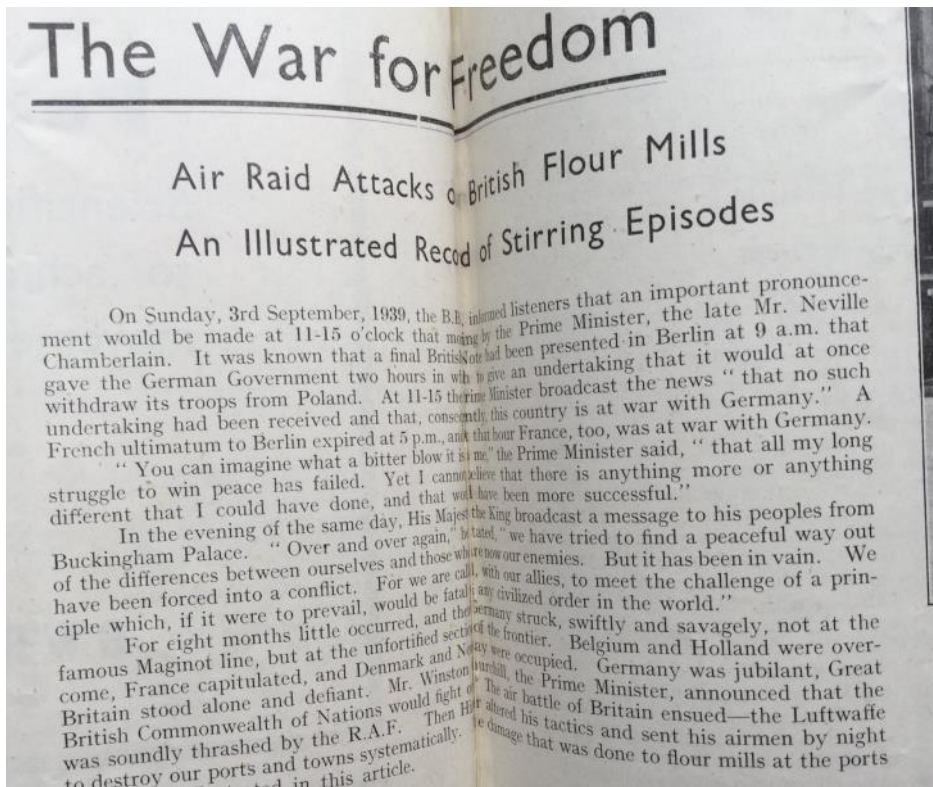 The War for Freedom
Air Raid Attacks British Flour Mills
An Illustrated Record of Stirring Episodes
On Sunday, 3rd September, 1939, the informed listeners that an important pronounce-
ment would be made at 11-15 o'clock that by the Prime Minister, the late Mr. Neville
Chamberlain. It was known that a final British Note had been presented in Berlin at 9 a.m. that
gave the German Government two hours in to give an undertaking that it would at once
withdraw its troops from Poland. At 11-15 the Prime Minister broadcast the news " that no such
undertaking had been received and that, consequently, this country is at war with Germany." A
French ultimatum to Berlin expired at 5 p.m., and that hour France, too, was at war with Germany.
" You can imagine what a bitter blow it is me," the Prime Minister said, " that all my long
struggle to win peace has failed. Yet I cannot believe that there is anything more or anything
different that I could have done, and that have been more successful."
In the evening of the same day, His Majesty the King broadcast a message to his peoples from
Buckingham Palace. " Over and over again," stated, " we have tried to find a peaceful way out
of the differences between ourselves and those now our enemies. But it has been in vain. We
have been forced into a conflict. For we are called, with our allies, to meet the challenge of a prin-
ciple which, if it were to prevail, would be fatal any civilized order in the world."
For eight months little occurred, and Germany struck, swiftly and savagely, not at the
famous Maginot line, but at the unfortified section of the frontier. Belgium and Holland were over-
come, France capitulated, and Denmark and Norway were occupied. Germany was jubilant, Great
Britain stood alone and defiant. Mr. Winston Churchill, the Prime Minister, announced that the
British Commonwealth of Nations would fight The air battle of Britain ensued—the Luftwaffe
was soundly thrashed by the R.A.F. Then altered his tactics and sent his airmen by night
to destroy our ports and towns systematically. damage that was done to flour mills at the ports
in this article.